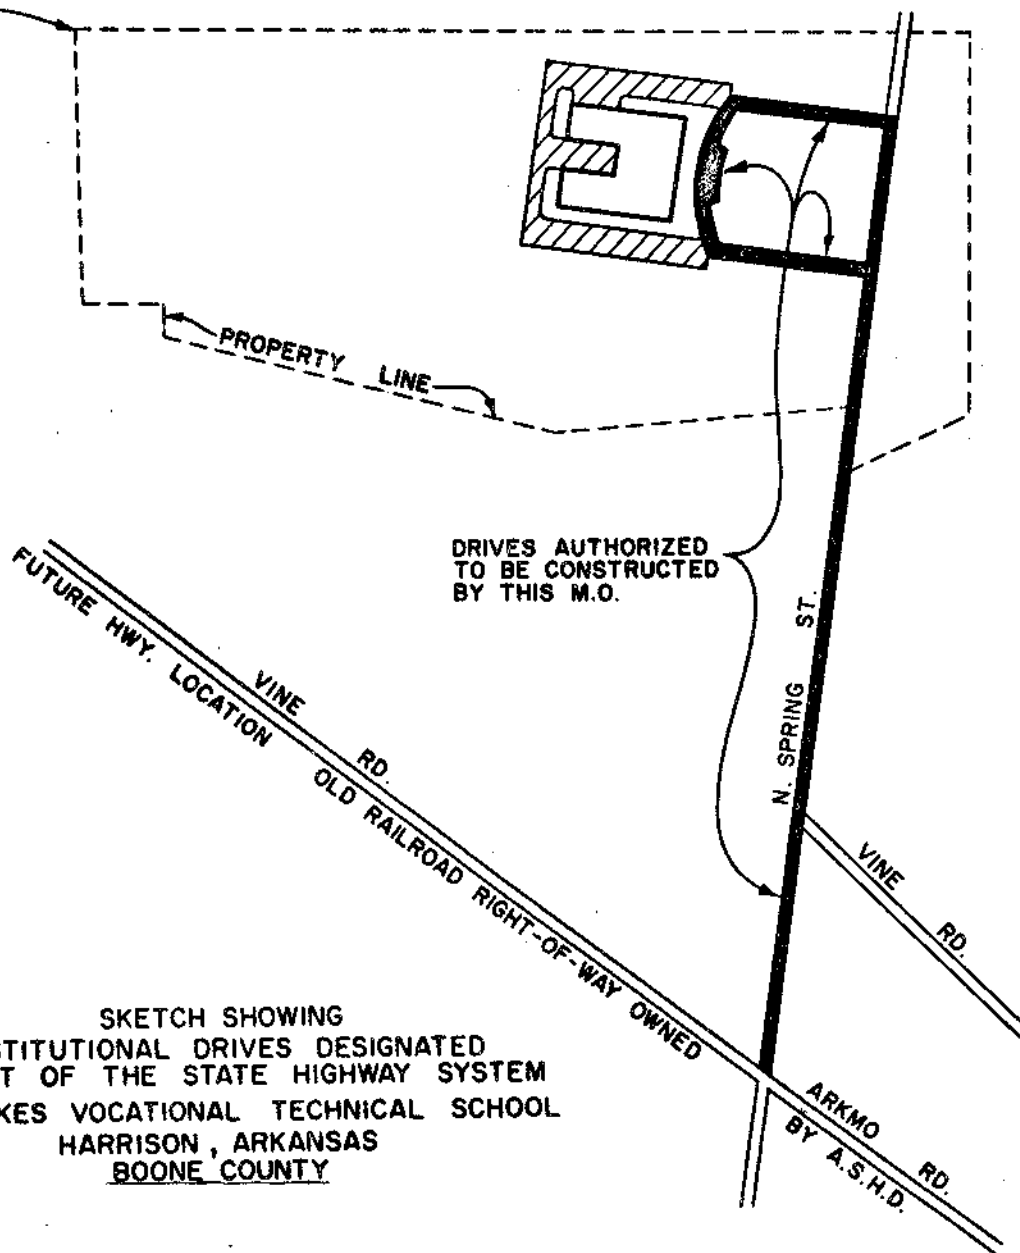 PROPERTY LINE
DRIVES AUTHORIZED
TO BE CONSTRUCTED
BY THIS M.O.
N. SPRING ST.
VINE RD.
FUTURE HWY. LOCATION
OLD RAILROAD RIGHT-OF-WAY OWNED BY A.S.H.D.
VINE RD.
ARKMO RD.
SKETCH SHOWING
TITUTIONAL DRIVES DESIGNATED
T OF THE STATE HIGHWAY SYSTEM
KES VOCATIONAL TECHNICAL SCHOOL
HARRISON, ARKANSAS
BOONE COUNTY